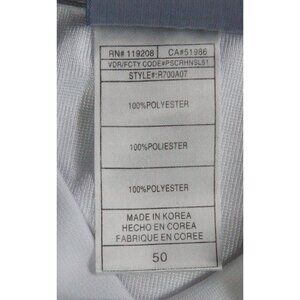 RN# 119208 CA#51986
VDR/FCTY CODE#PSCRHNSL51
STYLE#:R700A07
100%POLYESTER
100%POLIESTER
100%POLYESTER
MADE IN KOREA
HECHO EN COREA
FABRIQUE EN COREE
50